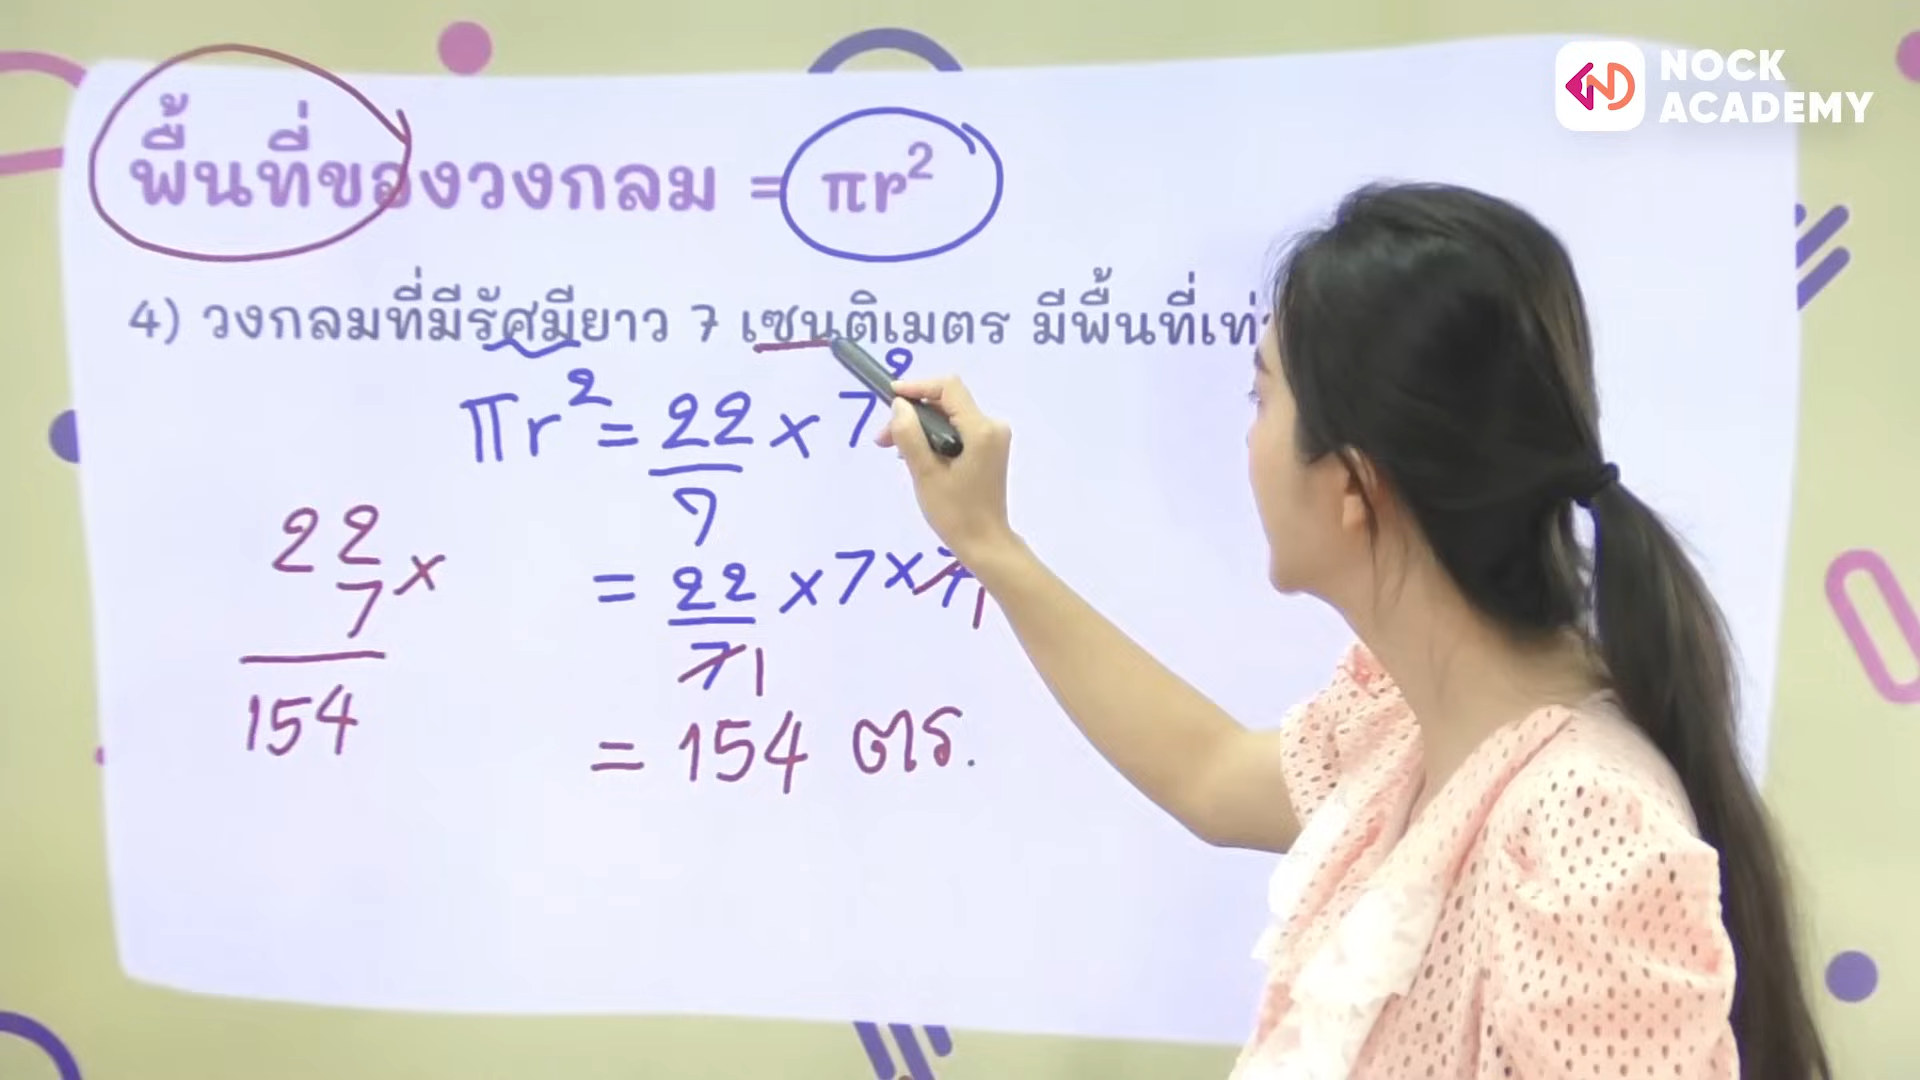 NOCK
ACADEMY
พื้นที่ของวงกลม = πr²
4) วงกลมที่มีรัศมียาว 7 เซนติเมตร มีพื้นที่
πr² = 22/7 × 7²
= 22/7 × 7 × 7
1
1
= 154 ตร.
22
7 ×
154